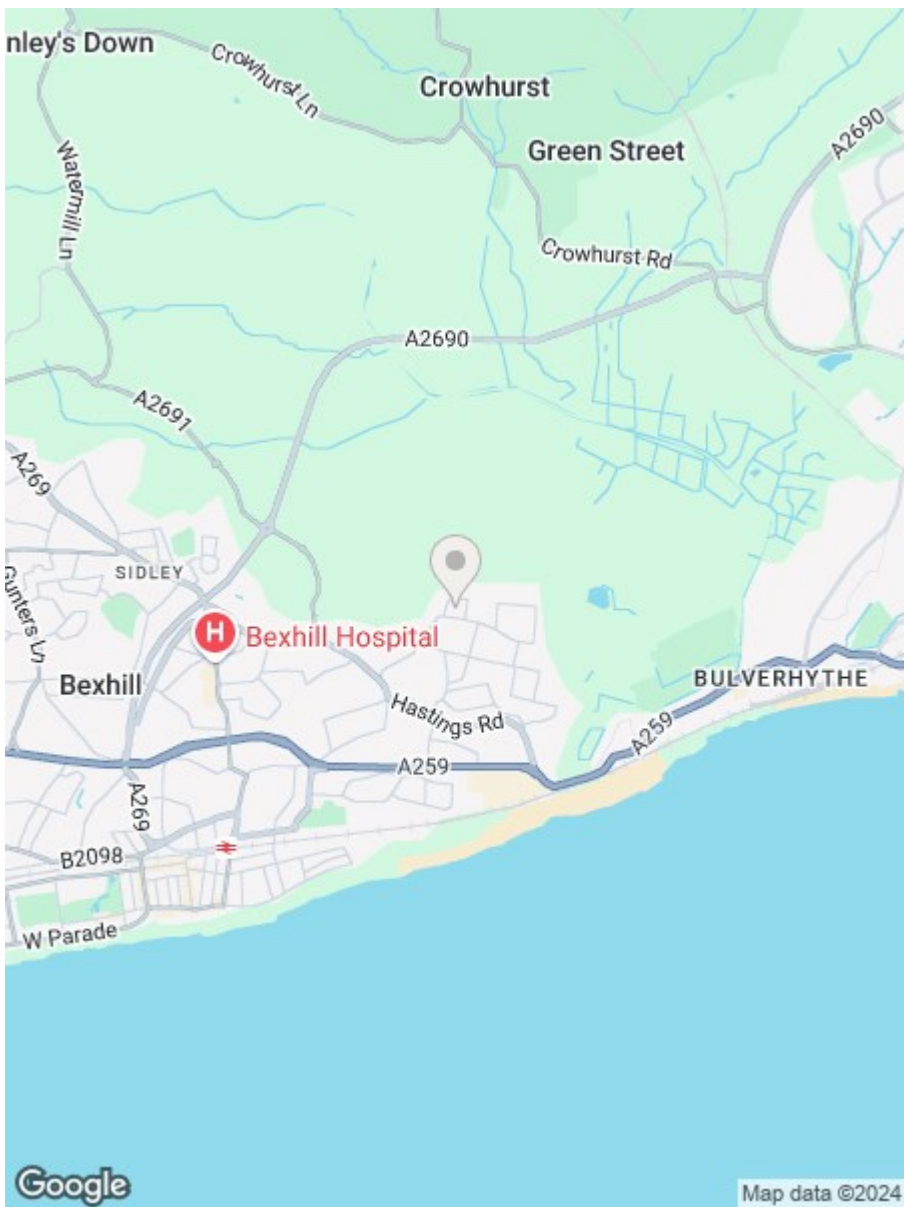 nley's Down
Crowhurst Ln
Crowhurst
Green Street
A2690
Watermill Ln
Crowhurst Rd
A2690
A2691
A269
SIDLEY
Gunters Ln
H
Bexhill Hospital
Bexhill
BULVERHYTHE
Hastings Rd
A259
A259
A269
B2098
W Parade
Google
Map data ©2024